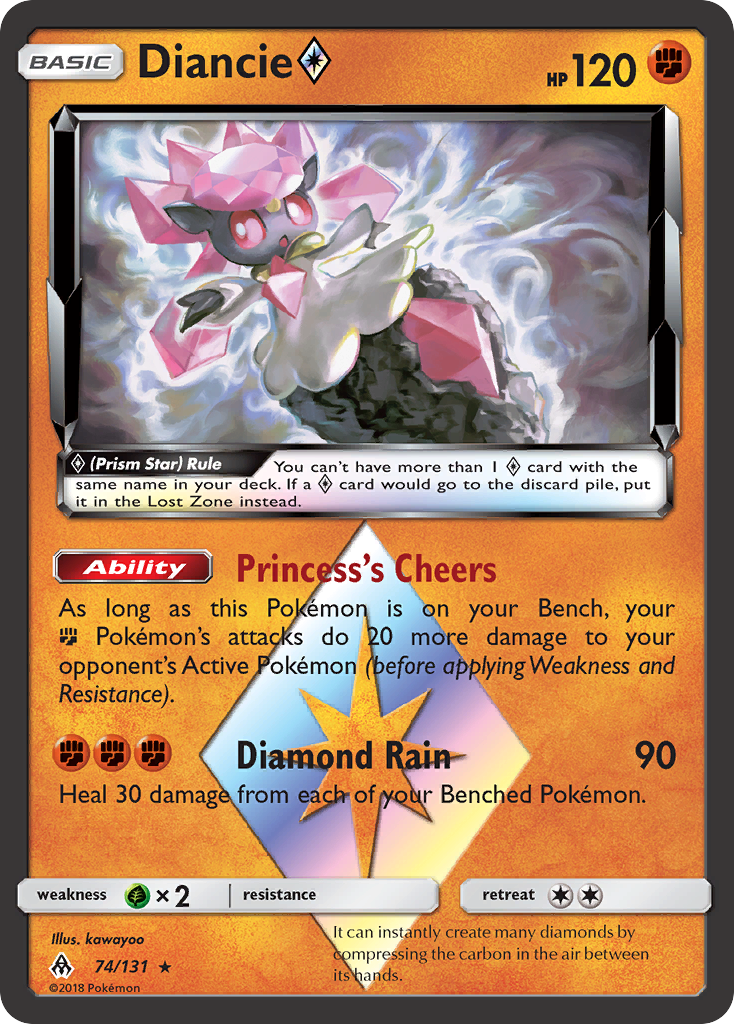 BASIC Diancie HP 120
(Prism Star) Rule You can't have more than 1 card with the
same name in your deck. If a card would go to the discard pile, put
it in the Lost Zone instead.
Ability Princess's Cheers
As long as this Pokémon is on your Bench, your
Pokémon's attacks do 20 more damage to your
opponent's Active Pokémon (before applying Weakness and
Resistance).
Diamond Rain 90
Heal 30 damage from each of your Benched Pokémon.
weakness ×2 resistance retreat
Illus. kawayoo
74/131 ★
©2018 Pokémon
It can instantly create many diamonds by
compressing the carbon in the air between
its hands.